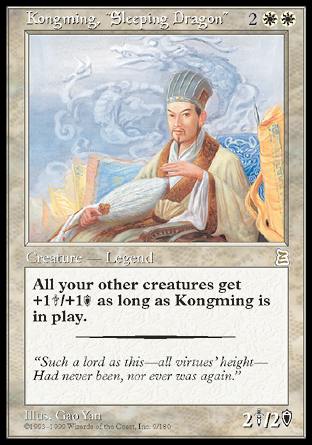 Kongming, "Sleeping Dragon" 2
Creature — Legend
All your other creatures get
+1/+1 as long as Kongming is
in play.
"Such a lord as this—all virtues' height—
Had never been, nor ever was again."
Illus. Gao Yan
©1993-1999 Wizards of the Coast, Inc. 9/180
2/2